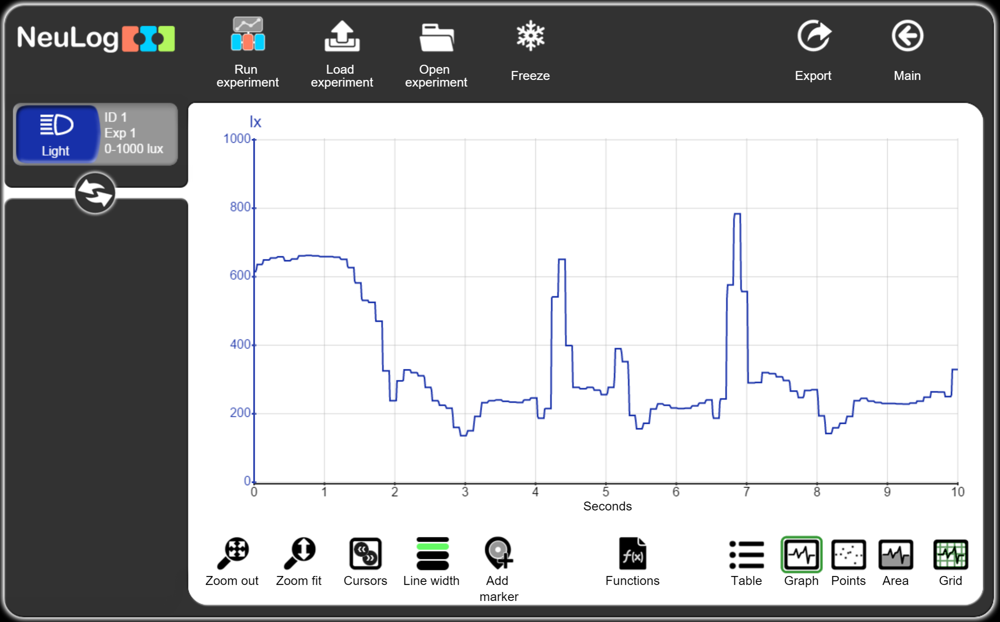 NeuLog
Run
experiment
Load
experiment
Open
experiment
Freeze
Export
Main
Light
ID 1
Exp 1
0-1000 lux
lx
1000
800
600
400
200
0
0 1 2 3 4 5 6 7 8 9 10
Seconds
f(x)
Zoom out
Zoom fit
Cursors
Line width
Add
marker
Functions
Table
Graph
Points
Area
Grid